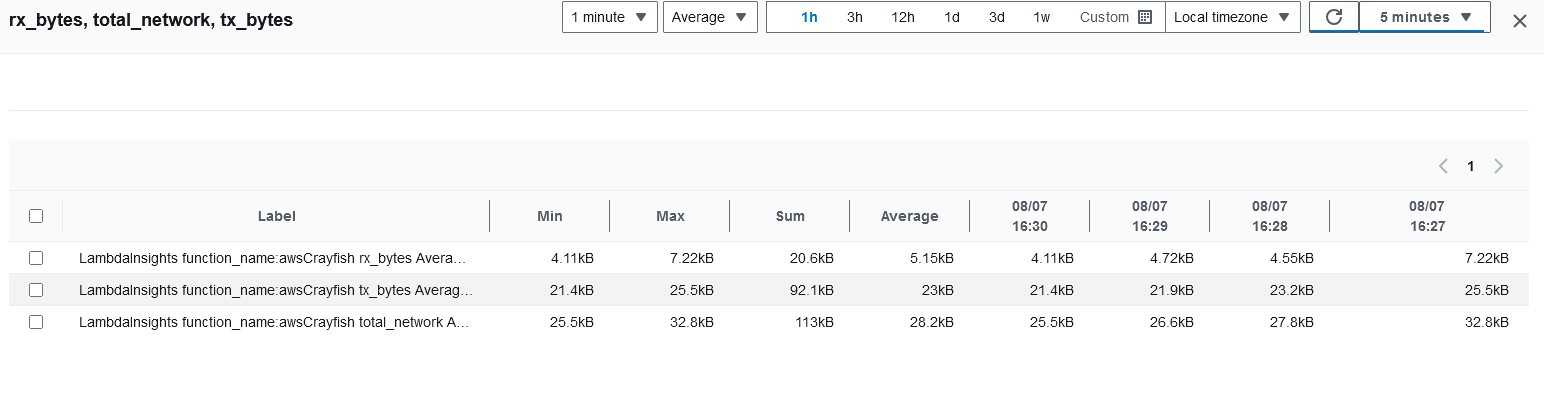 rx_bytes, total_network, tx_bytes 1 minute Average 1h 3h 12h 1d 3d 1w Custom Local timezone 5 minutes
1
Label Min Max Sum Average 08/07 16:30 08/07 16:29 08/07 16:28 08/07 16:27
LambdaInsights function_name:awsCrayfish rx_bytes Avera… 4.11kB 7.22kB 20.6kB 5.15kB 4.11kB 4.72kB 4.55kB 7.22kB
LambdaInsights function_name:awsCrayfish tx_bytes Averag… 21.4kB 25.5kB 92.1kB 23kB 21.4kB 21.9kB 23.2kB 25.5kB
LambdaInsights function_name:awsCrayfish total_network A… 25.5kB 32.8kB 113kB 28.2kB 25.5kB 26.6kB 27.8kB 32.8kB